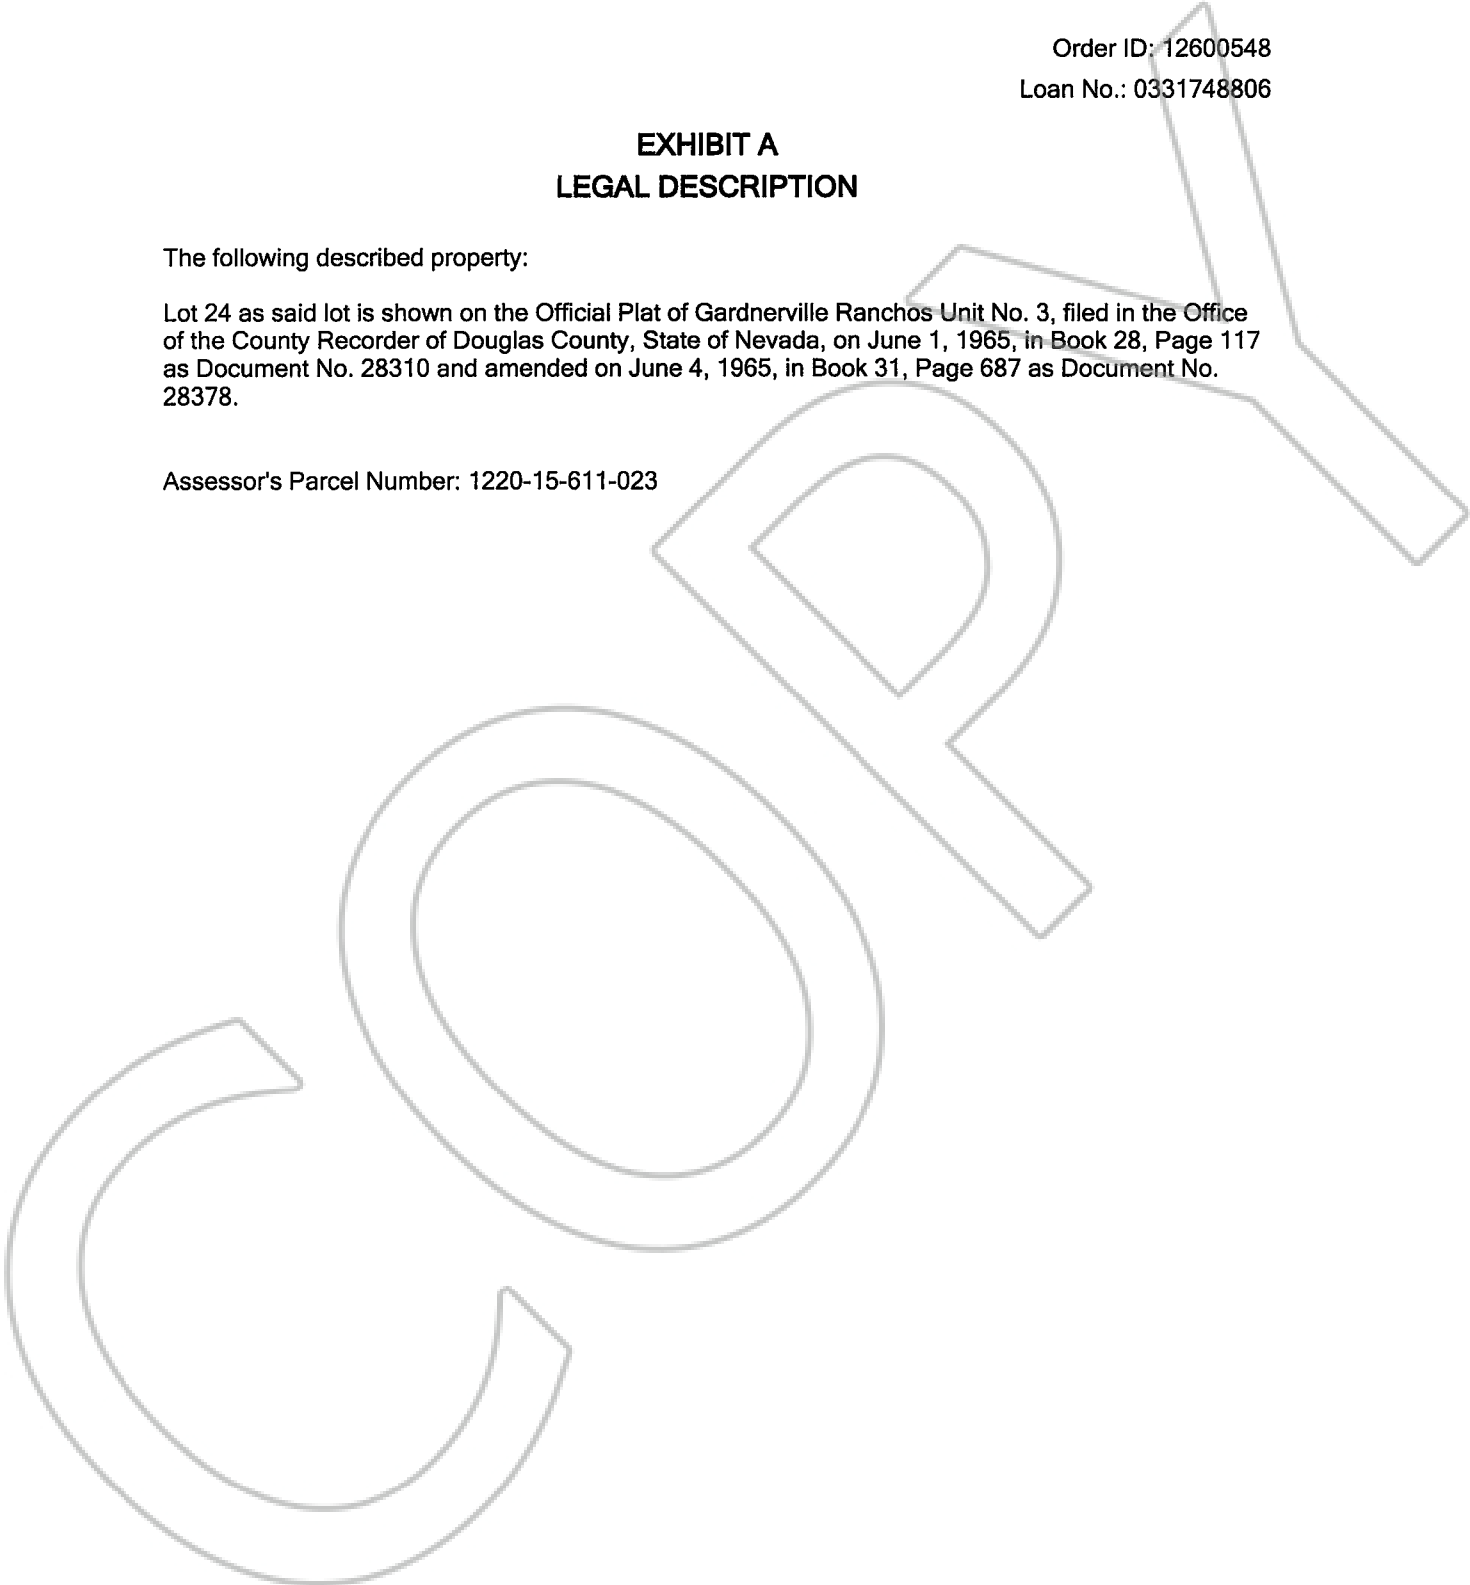 Order ID: 12600548
Loan No.: 0331748806
EXHIBIT A
LEGAL DESCRIPTION
The following described property:
Lot 24 as said lot is shown on the Official Plat of Gardnerville Ranchos Unit No. 3, filed in the Office
of the County Recorder of Douglas County, State of Nevada, on June 1, 1965, in Book 28, Page 117
as Document No. 28310 and amended on June 4, 1965, in Book 31, Page 687 as Document No.
28378.
Assessor's Parcel Number: 1220-15-611-023
COPY